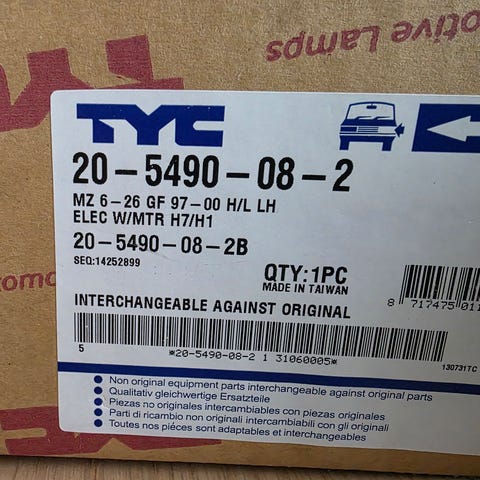 otive Lamps
TYC
20-5490-08-2
MZ 6-26 GF 97-00 H/L LH
ELEC W/MTR H7/H1
20-5490-08-2B
SEQ:14252899
QTY:1PC
MADE IN TAIWAN
8 717475 011
INTERCHANGEABLE AGAINST ORIGINAL
5
*20-5490-08-2 1 31060005*
130731TC
Non original equipment parts interchangeable against original parts
Qualitativ gleichwertige Ersatzteile
Piezas no originales intercambiables con piezas originales
Parti di ricambio non originali intercambiabili con gli originali
Toutes nos piéces sont adaptables et interchangeables
utomo